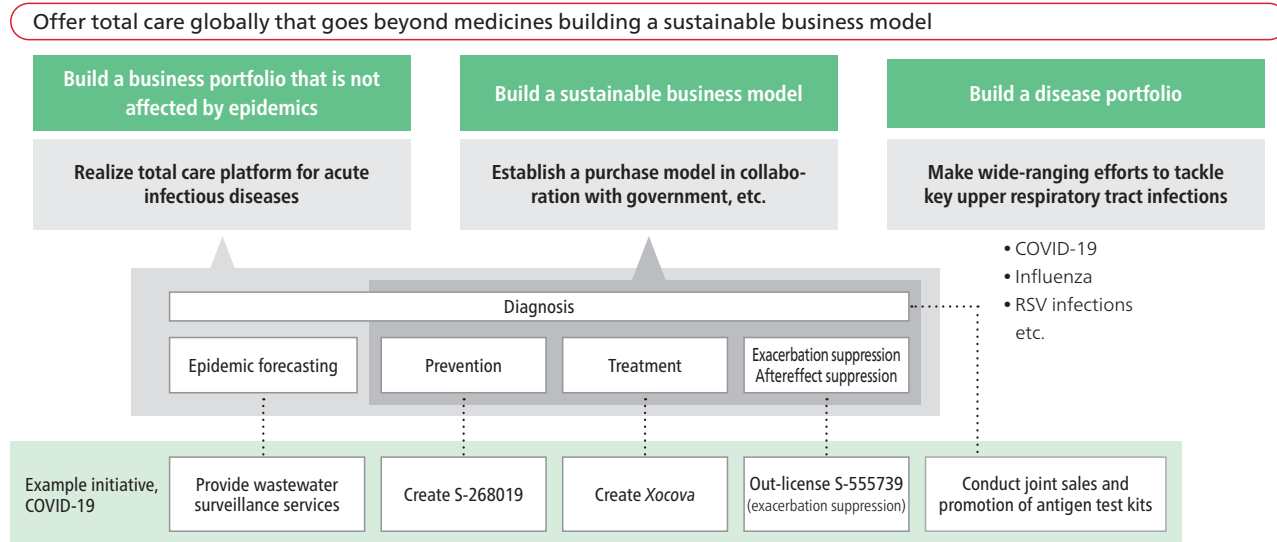 Offer total care globally that goes beyond medicines building a sustainable business model
Build a business portfolio that is not
affected by epidemics
Build a sustainable business model
Build a disease portfolio
Realize total care platform for acute
infectious diseases
Establish a purchase model in collabo-
ration with government, etc.
Make wide-ranging efforts to tackle
key upper respiratory tract infections
• COVID-19
• Influenza
• RSV infections
etc.
Diagnosis
Epidemic forecasting
Prevention
Treatment
Exacerbation suppression
Aftereffect suppression
Example initiative,
COVID-19
Provide wastewater
surveillance services
Create S-268019
Create Xocova
Out-license S-555739
(exacerbation suppression)
Conduct joint sales and
promotion of antigen test kits